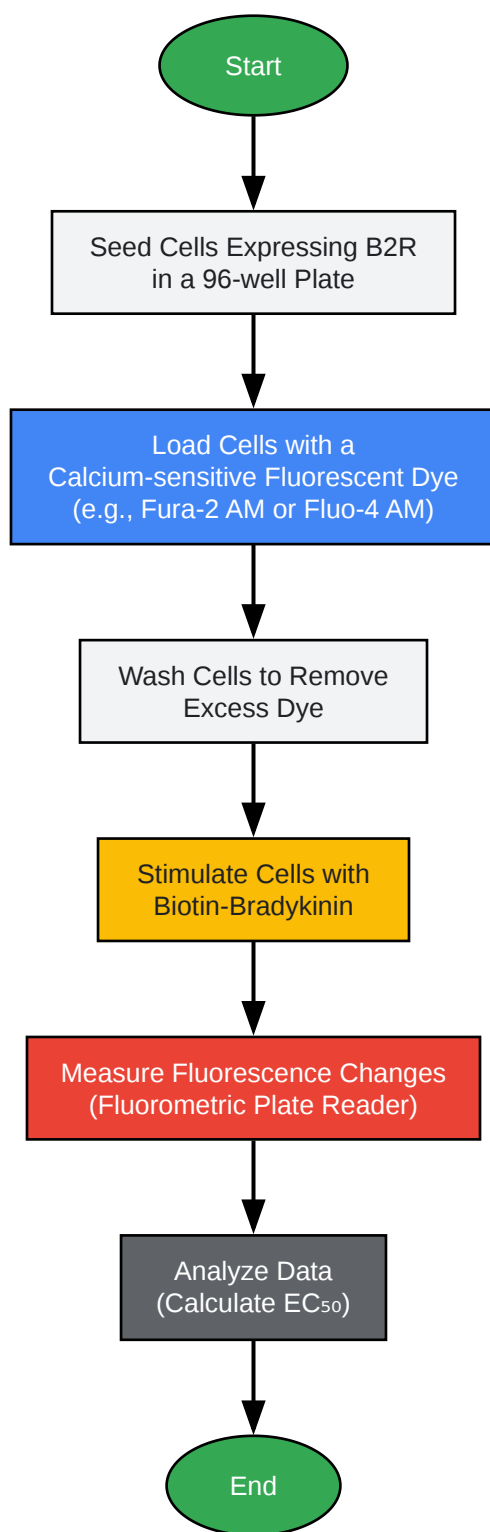 Start
Seed Cells Expressing B2R
in a 96-well Plate
Load Cells with a
Calcium-sensitive Fluorescent Dye
(e.g., Fura-2 AM or Fluo-4 AM)
Wash Cells to Remove
Excess Dye
Stimulate Cells with
Biotin-Bradykinin
Measure Fluorescence Changes
(Fluorometric Plate Reader)
Analyze Data
(Calculate EC₅₀)
End